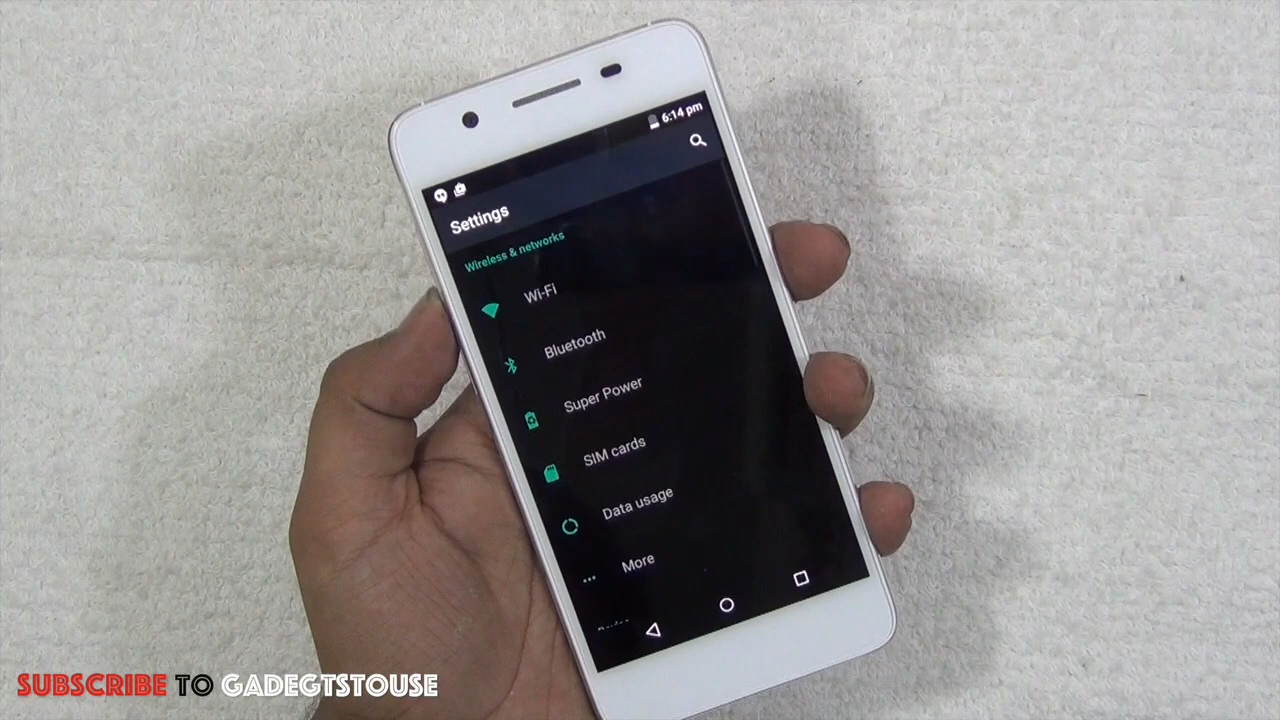 6:14 pm
Settings
Wireless & networks
Wi-Fi
Bluetooth
Super Power
SIM cards
Data usage
More
SUBSCRIBE TO GADEGTSTOUSE